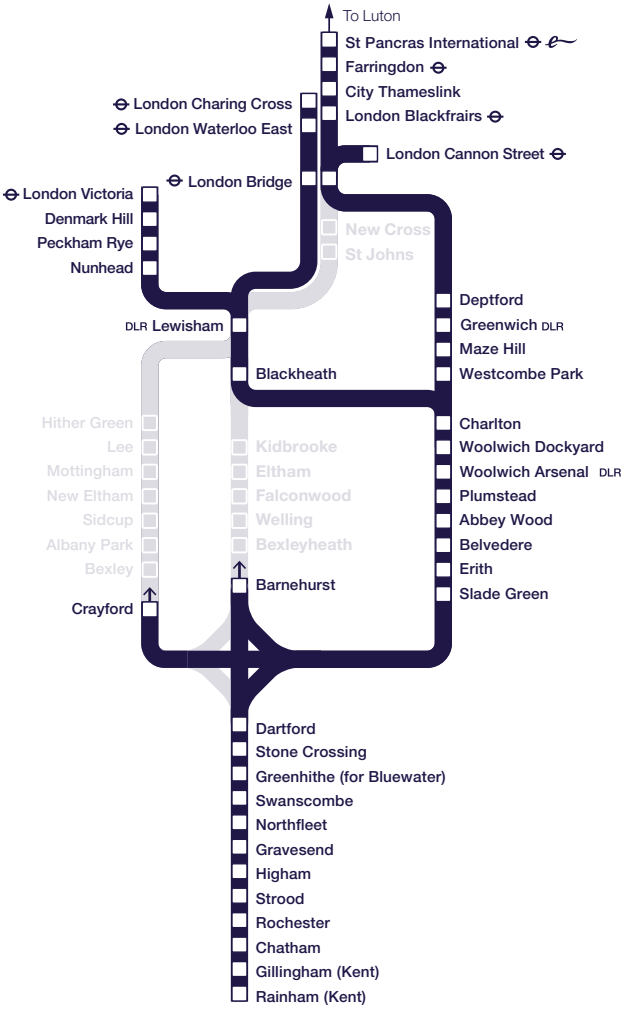 To Luton
St Pancras International
Farringdon
City Thameslink
London Blackfrairs
London Charing Cross
London Waterloo East
London Cannon Street
London Bridge
London Victoria
Denmark Hill
Peckham Rye
Nunhead
New Cross
St Johns
DLR Lewisham
Blackheath
Deptford
Greenwich DLR
Maze Hill
Westcombe Park
Charlton
Woolwich Dockyard
Woolwich Arsenal DLR
Plumstead
Abbey Wood
Belvedere
Erith
Slade Green
Hither Green
Lee
Mottingham
New Eltham
Sidcup
Albany Park
Bexley
Crayford
Kidbrooke
Eltham
Falconwood
Welling
Bexleyheath
Barnehurst
Dartford
Stone Crossing
Greenhithe (for Bluewater)
Swanscombe
Northfleet
Gravesend
Higham
Strood
Rochester
Chatham
Gillingham (Kent)
Rainham (Kent)